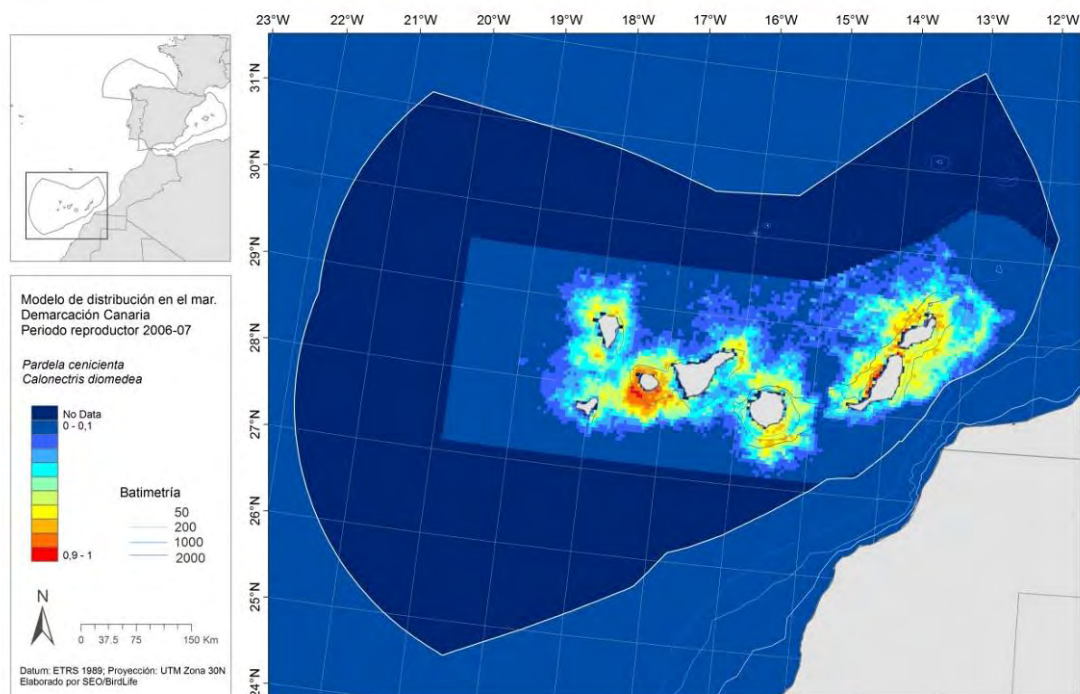 23°W 22°W 21°W 20°W 19°W 18°W 17°W 16°W 15°W 14°W 13°W 12°W
31°N
30°N
29°N
28°N
27°N
26°N
25°N
24°N
Modelo de distribución en el mar.
Demarcación Canaria
Periodo reproductor 2006-07
Pardela cenicienta
Calonectris diomedea
No Data
0 - 0,1
0,9 - 1
Batimetría
50
200
1000
2000
N
0 37.5 75 150 Km
Datum: ETRS 1989; Proyección: UTM Zona 30N
Elaborado por SEO/BirdLife